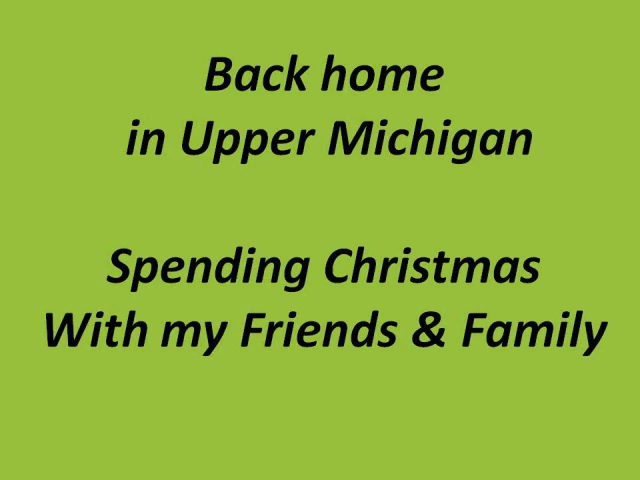 Back home
in Upper Michigan
Spending Christmas
With my Friends & Family